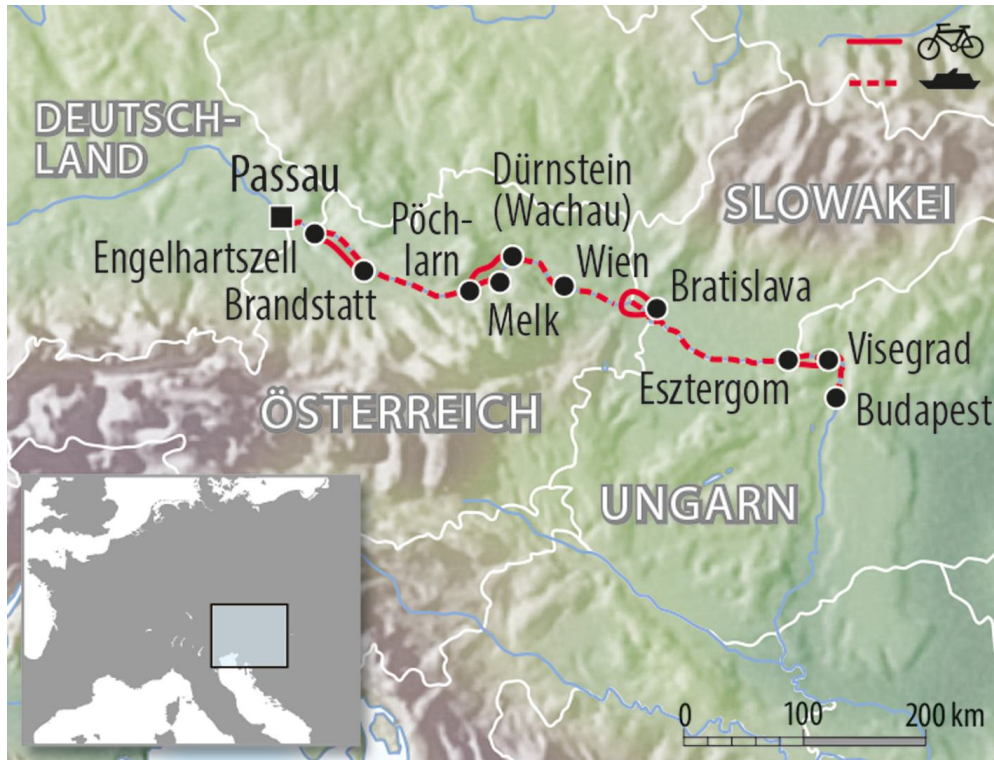 DEUTSCH-
LAND
Passau
Dürnstein
(Wachau)
SLOWAKEI
Pöch-
larn
Engelhartszell
Wien
Brandstatt
Bratislava
Melk
Visegrad
Esztergom
ÖSTERREICH
Budapest
UNGARN
0 100 200 km